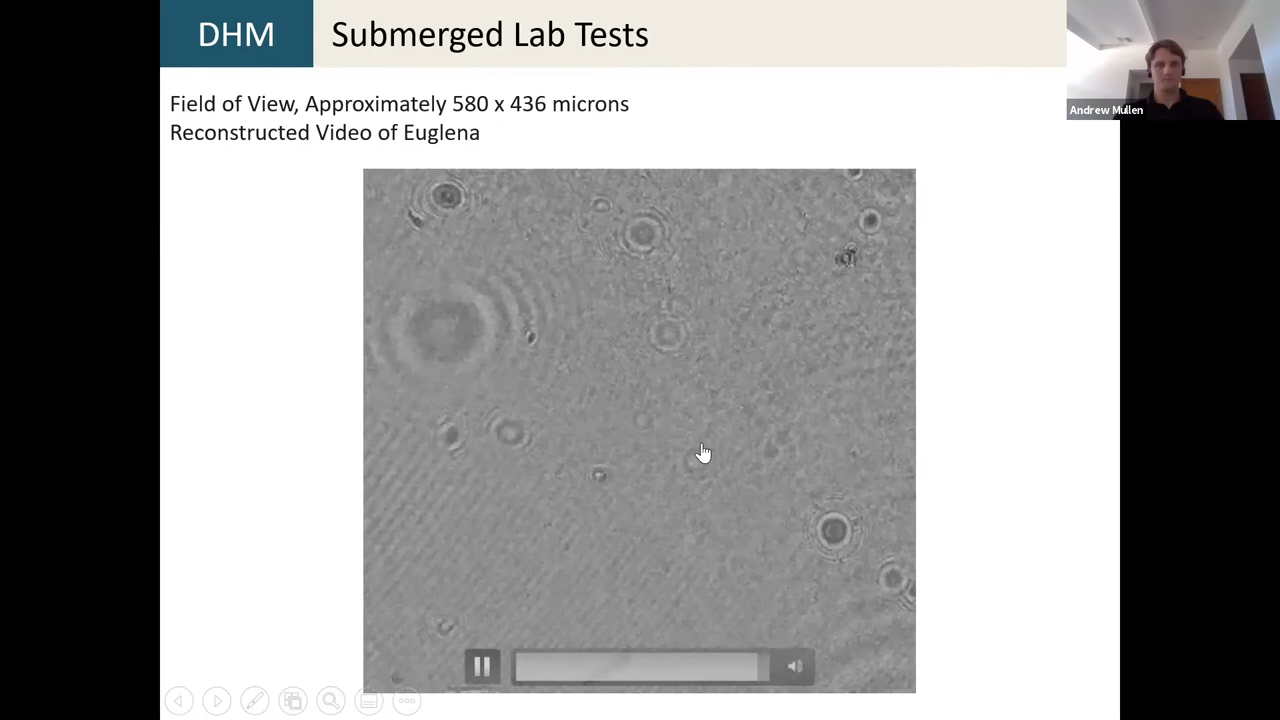 DHM
Submerged Lab Tests
Andrew Mullen
Field of View, Approximately 580 x 436 microns
Reconstructed Video of Euglena